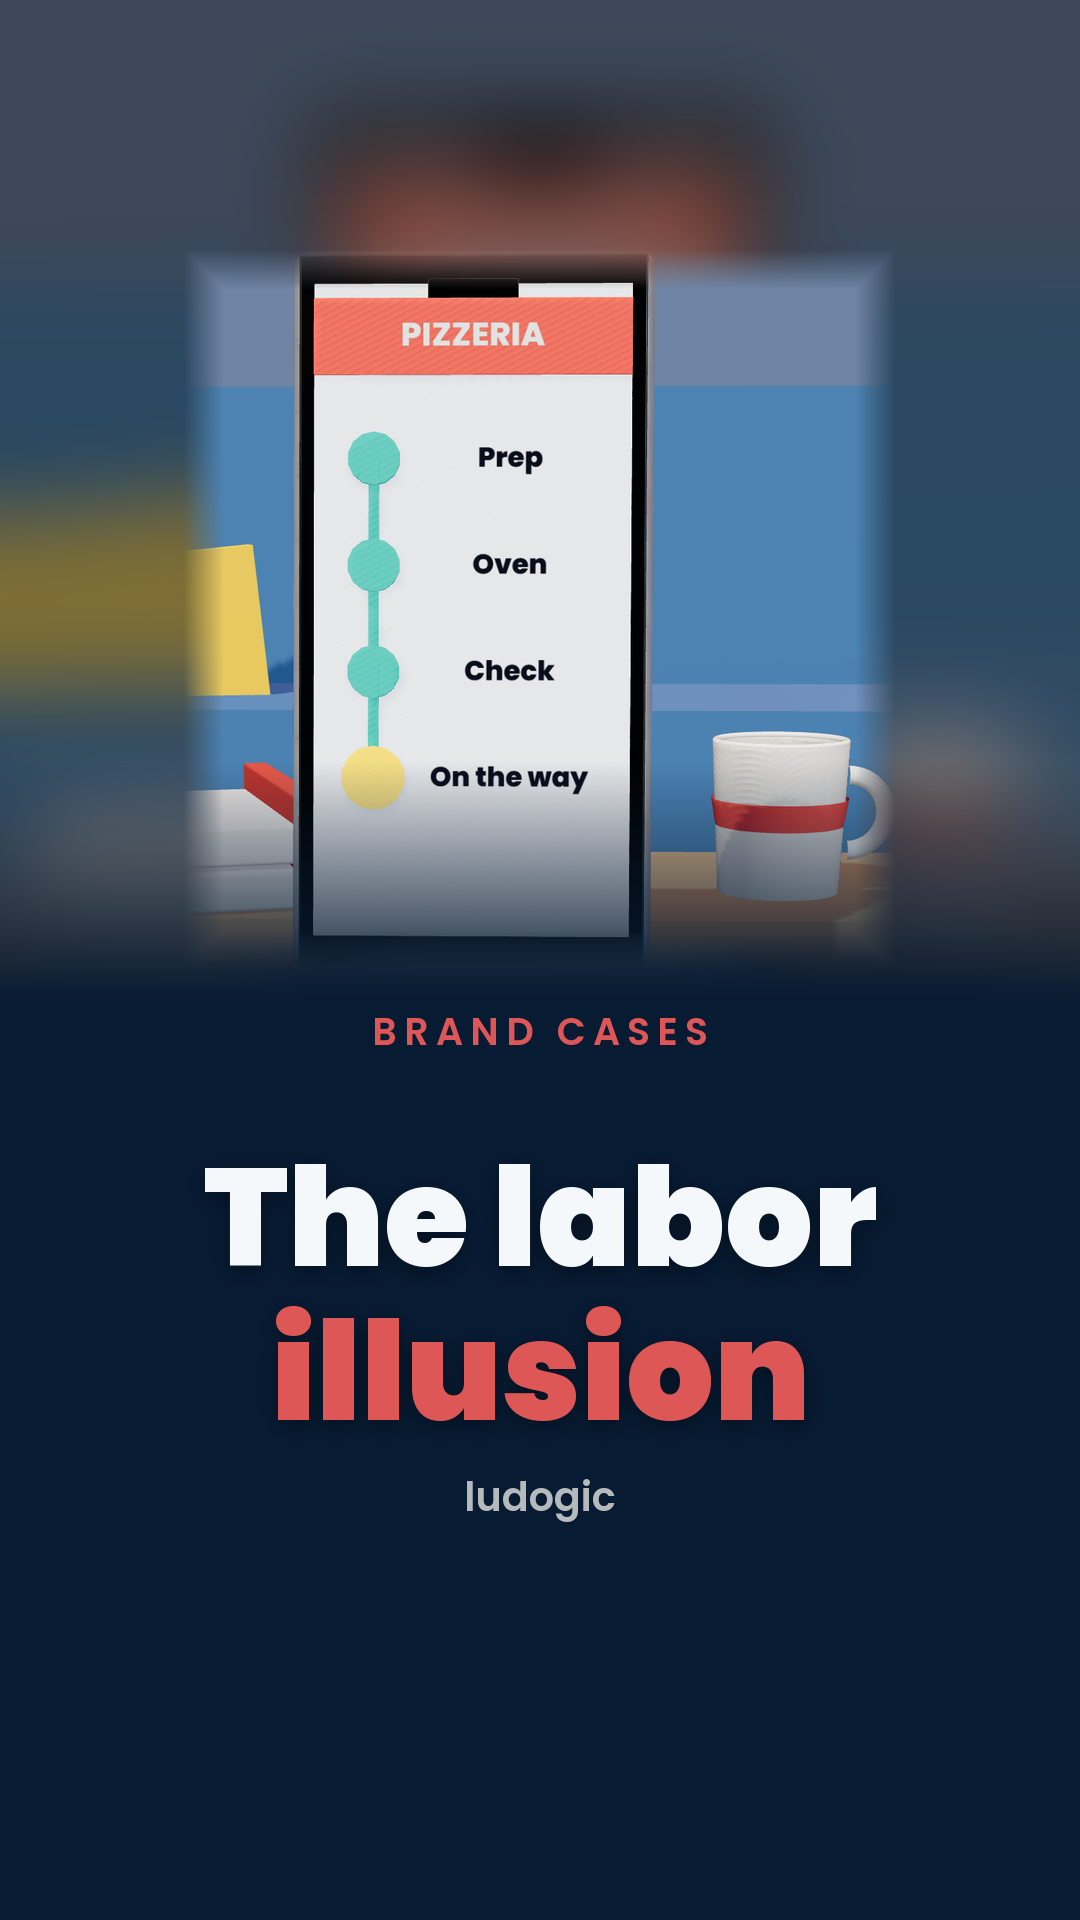 PIZZERIA
Prep
Oven
Check
On the way
BRAND CASES
The labor
illusion
ludogic